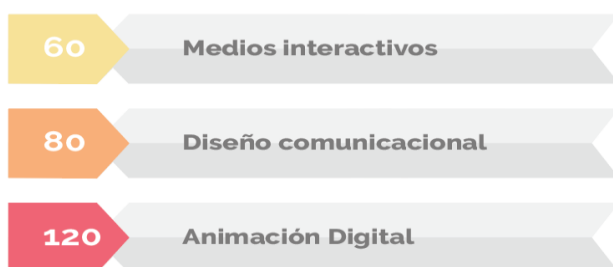 60 Medios interactivos
80 Diseño comunicacional
120 Animación Digital